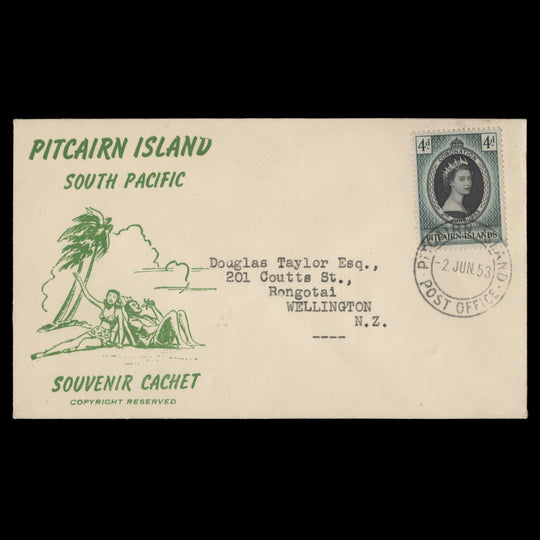 PITCAIRN ISLAND
SOUTH PACIFIC
4d 4d
CORONATION
PITCAIRN ISLANDS
-2 JUN 53
POST OFFICE
Douglas Taylor Esq.,
201 Coutts St.,
Rongotai
WELLINGTON
N.Z.
----
SOUVENIR CACHET
COPYRIGHT RESERVED